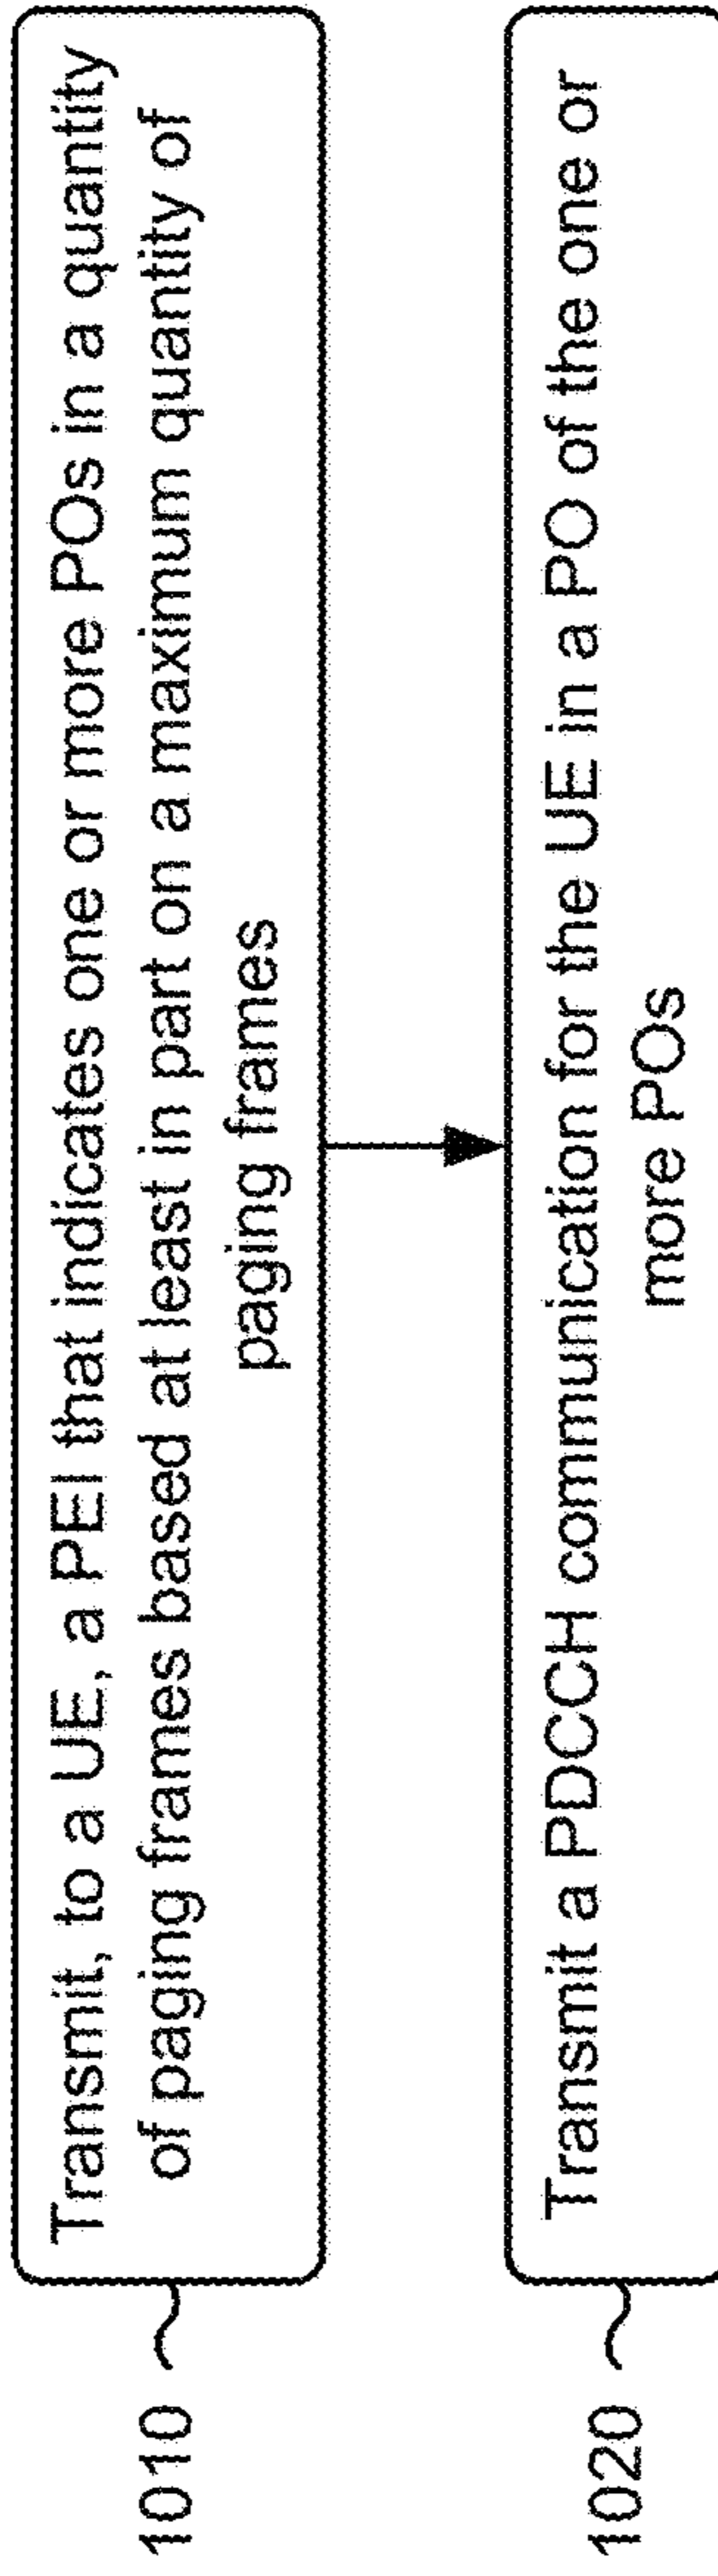 1010
Transmit, to a UE, a PEI that indicates one or more POs in a quantity
of paging frames based at least in part on a maximum quantity of
paging frames
1020
Transmit a PDCCH communication for the UE in a PO of the one or
more POs